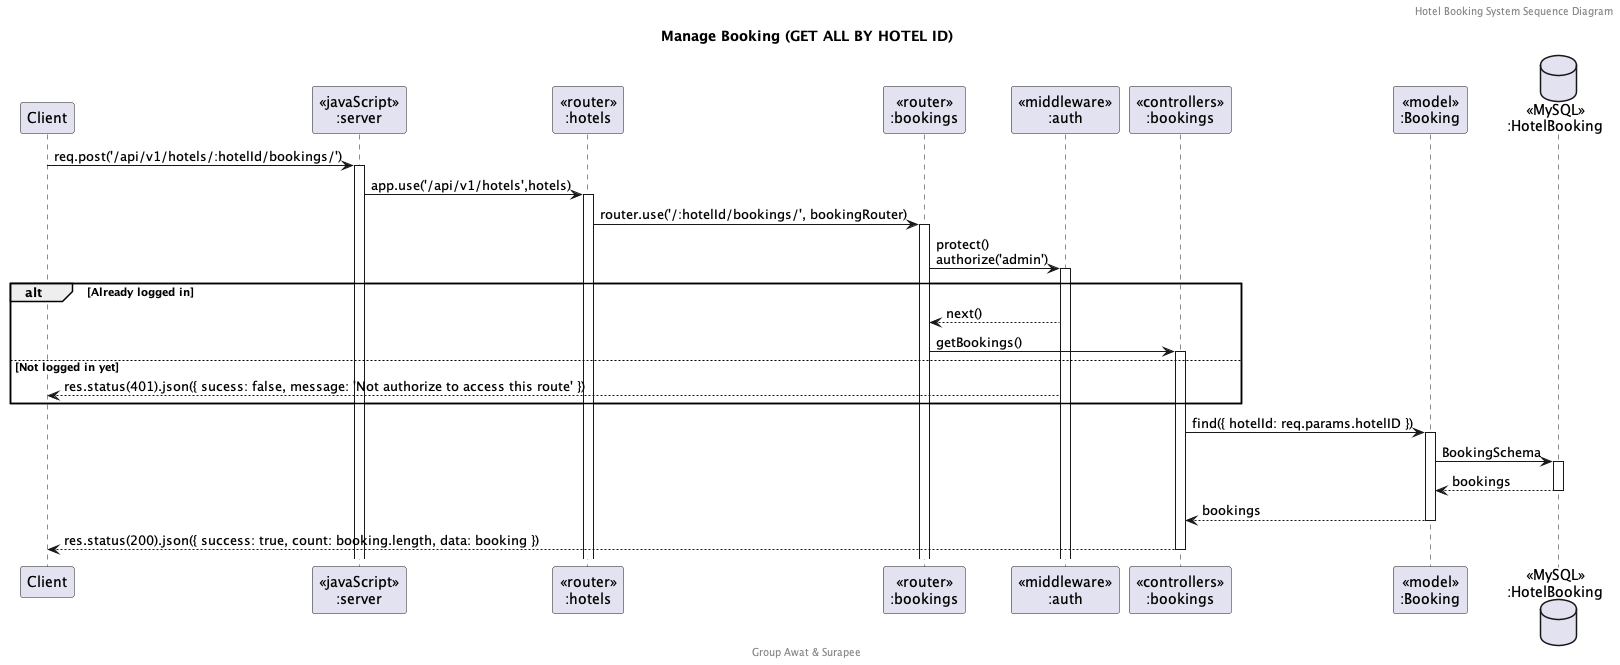 Hotel Booking System Sequence Diagram
Manage Booking (GET ALL BY HOTEL ID)
Client
«javaScript»
:server
«router»
:hotels
«router»
:bookings
«middleware»
:auth
«controllers»
:bookings
«model»
:Booking
«MySQL»
:HotelBooking
req.post('/api/v1/hotels/:hotelId/bookings/')
app.use('/api/v1/hotels',hotels)
router.use('/:hotelId/bookings/', bookingRouter)
protect()
authorize('admin')
alt
[Already logged in]
next()
getBookings()
[Not logged in yet]
res.status(401).json({ sucess: false, message: 'Not authorize to access this route' })
find({ hotelId: req.params.hotelID })
BookingSchema
bookings
bookings
res.status(200).json({ success: true, count: booking.length, data: booking })
Client
«javaScript»
:server
«router»
:hotels
«router»
:bookings
«middleware»
:auth
«controllers»
:bookings
«model»
:Booking
«MySQL»
:HotelBooking
Group Awat & Surapee